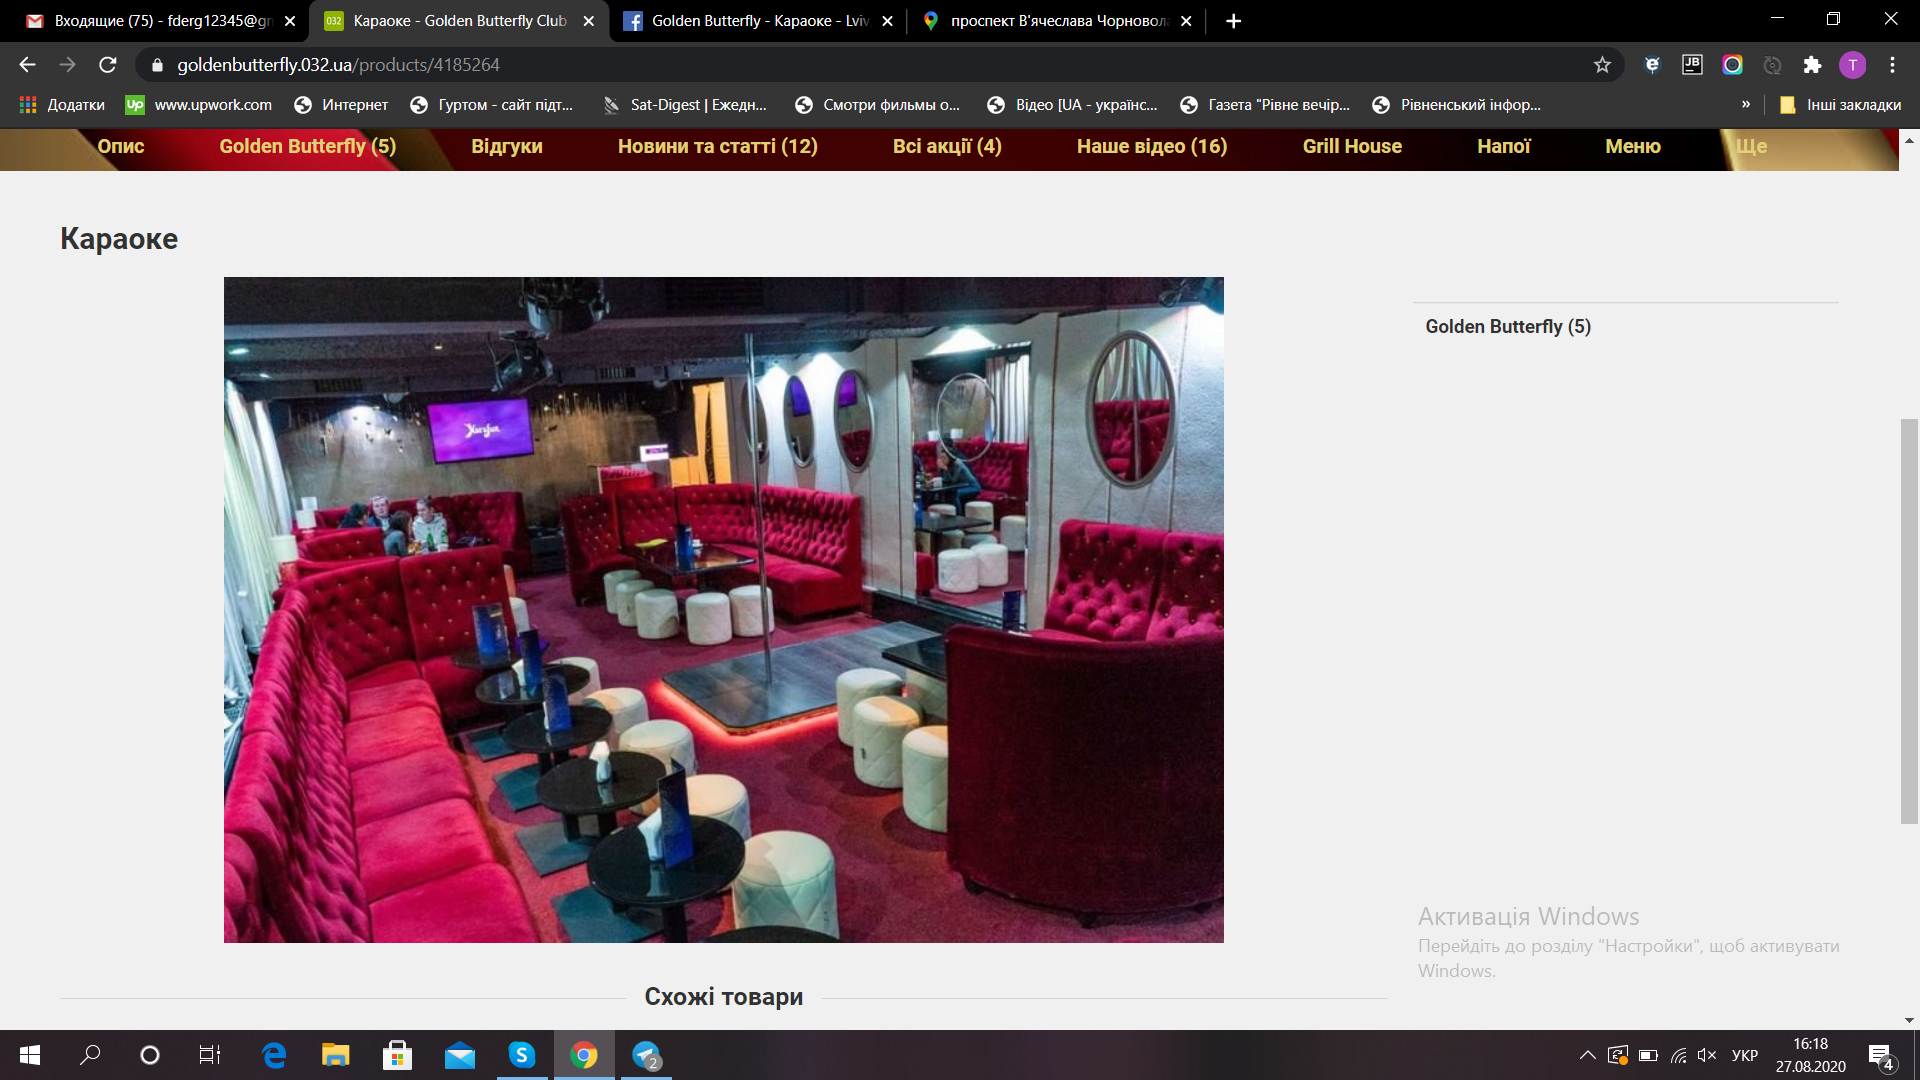 Входящие (75) - fderg12345@gm
Караоке - Golden Butterfly Club
Golden Butterfly - Караоке - Lviv,
проспект В'ячеслава Чорновола
goldenbutterfly.032.ua/products/4185264
Додатки
www.upwork.com
Интернет
Гуртом - сайт підт...
Sat-Digest | Ежедн...
Смотри фильмы о...
Відео [UA - українс...
Газета "Рівне вечір...
Рівненський інфор...
»
Інші закладки
Опис
Golden Butterfly (5)
Відгуки
Новини та статті (12)
Всі акції (4)
Наше відео (16)
Grill House
Напої
Меню
Ще
Караоке
Golden Butterfly (5)
Активація Windows
Перейдіть до розділу "Настройки", щоб активувати
Windows.
Схожі товари
УКР
16:18
27.08.2020